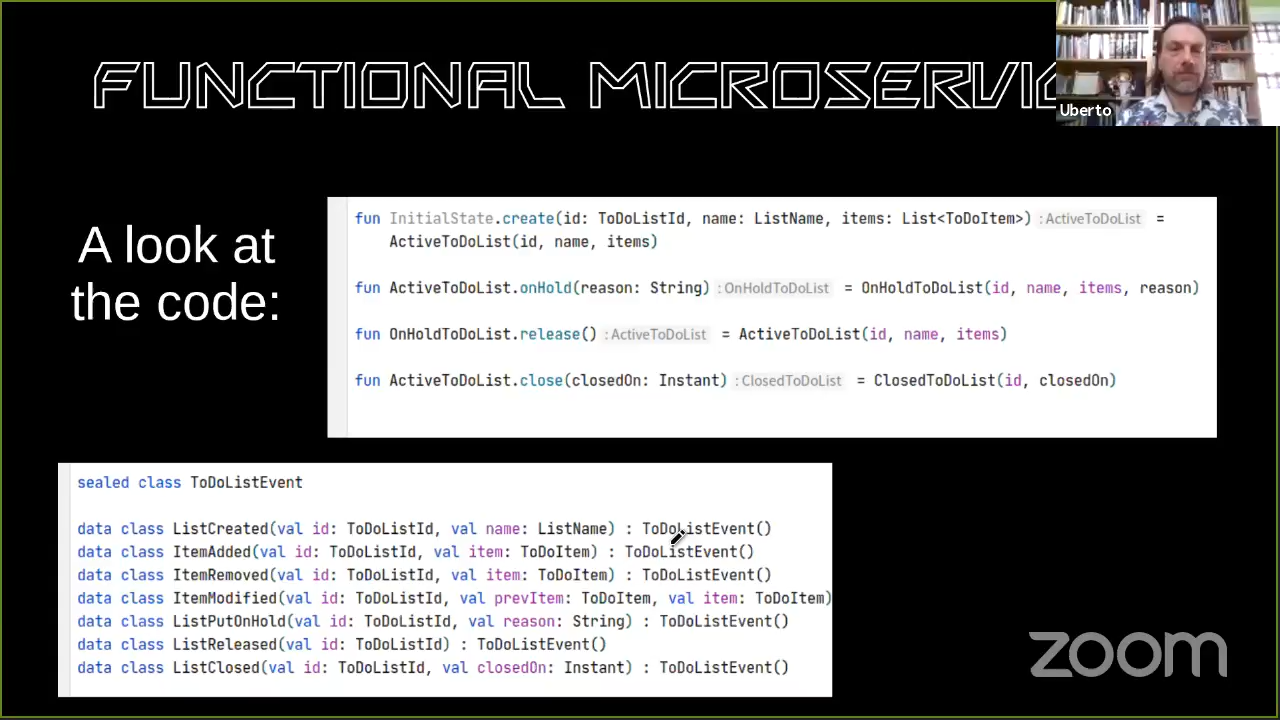 FUNCTIONAL MICROSERVIC
Uberto
A look at
the code:
fun InitialState.create(id: ToDoListId, name: ListName, items: List<ToDoItem>) : ActiveToDoList =
ActiveToDoList(id, name, items)
fun ActiveToDoList.onHold(reason: String) : OnHoldToDoList = OnHoldToDoList(id, name, items, reason)
fun OnHoldToDoList.release() : ActiveToDoList = ActiveToDoList(id, name, items)
fun ActiveToDoList.close(closedOn: Instant) : ClosedToDoList = ClosedToDoList(id, closedOn)
sealed class ToDoListEvent
data class ListCreated(val id: ToDoListId, val name: ListName) : ToDoListEvent()
data class ItemAdded(val id: ToDoListId, val item: ToDoItem) : ToDoListEvent()
data class ItemRemoved(val id: ToDoListId, val item: ToDoItem) : ToDoListEvent()
data class ItemModified(val id: ToDoListId, val prevItem: ToDoItem, val item: ToDoItem)
data class ListPutOnHold(val id: ToDoListId, val reason: String) : ToDoListEvent()
data class ListReleased(val id: ToDoListId) : ToDoListEvent()
data class ListClosed(val id: ToDoListId, val closedOn: Instant) : ToDoListEvent()
zoom